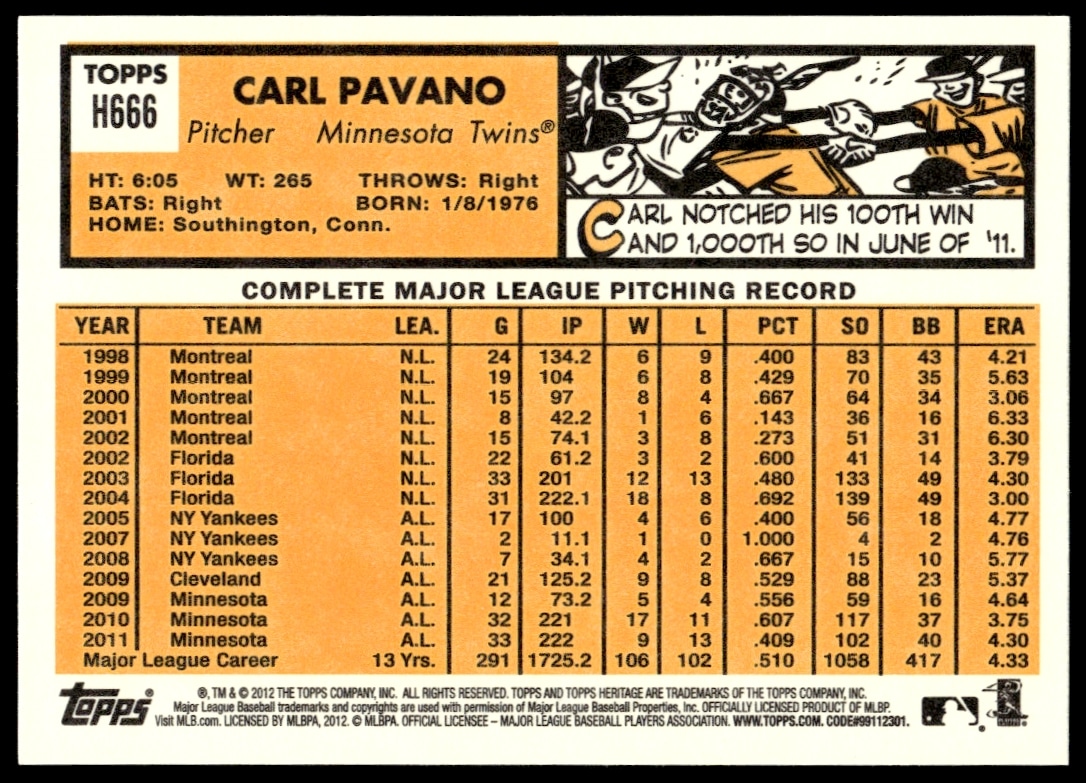 TOPPS
H666
CARL PAVANO
Pitcher Minnesota Twins®
HT: 6:05 WT: 265 THROWS: Right
BATS: Right BORN: 1/8/1976
HOME: Southington, Conn.
CARL NOTCHED HIS 100TH WIN
AND 1,000TH SO IN JUNE OF '11.
COMPLETE MAJOR LEAGUE PITCHING RECORD
YEAR TEAM LEA. G IP W L PCT SO BB ERA
1998 Montreal N.L. 24 134.2 6 9 .400 83 43 4.21
1999 Montreal N.L. 19 104 6 8 .429 70 35 5.63
2000 Montreal N.L. 15 97 8 4 .667 64 34 3.06
2001 Montreal N.L. 8 42.2 1 6 .143 36 16 6.33
2002 Montreal N.L. 15 74.1 3 8 .273 51 31 6.30
2002 Florida N.L. 22 61.2 3 2 .600 41 14 3.79
2003 Florida N.L. 33 201 12 13 .480 133 49 4.30
2004 Florida N.L. 31 222.1 18 8 .692 139 49 3.00
2005 NY Yankees A.L. 17 100 4 6 .400 56 18 4.77
2007 NY Yankees A.L. 2 11.1 1 0 1.000 4 2 4.76
2008 NY Yankees A.L. 7 34.1 4 2 .667 15 10 5.77
2009 Cleveland A.L. 21 125.2 9 8 .529 88 23 5.37
2009 Minnesota A.L. 12 73.2 5 4 .556 59 16 4.64
2010 Minnesota A.L. 32 221 17 11 .607 117 37 3.75
2011 Minnesota A.L. 33 222 9 13 .409 102 40 4.30
Major League Career 13 Yrs. 291 1725.2 106 102 .510 1058 417 4.33
topps®
®, TM & © 2012 THE TOPPS COMPANY, INC. ALL RIGHTS RESERVED. TOPPS AND TOPPS HERITAGE ARE TRADEMARKS OF THE TOPPS COMPANY, INC.
Major League Baseball trademarks and copyrights are used with permission of Major League Baseball Properties, Inc. OFFICIALLY LICENSED PRODUCT OF MLBP.
Visit MLB.com. LICENSED BY MLBPA, 2012. © MLBPA. OFFICIAL LICENSEE – MAJOR LEAGUE BASEBALL PLAYERS ASSOCIATION. WWW.TOPPS.COM. CODE#99112301.